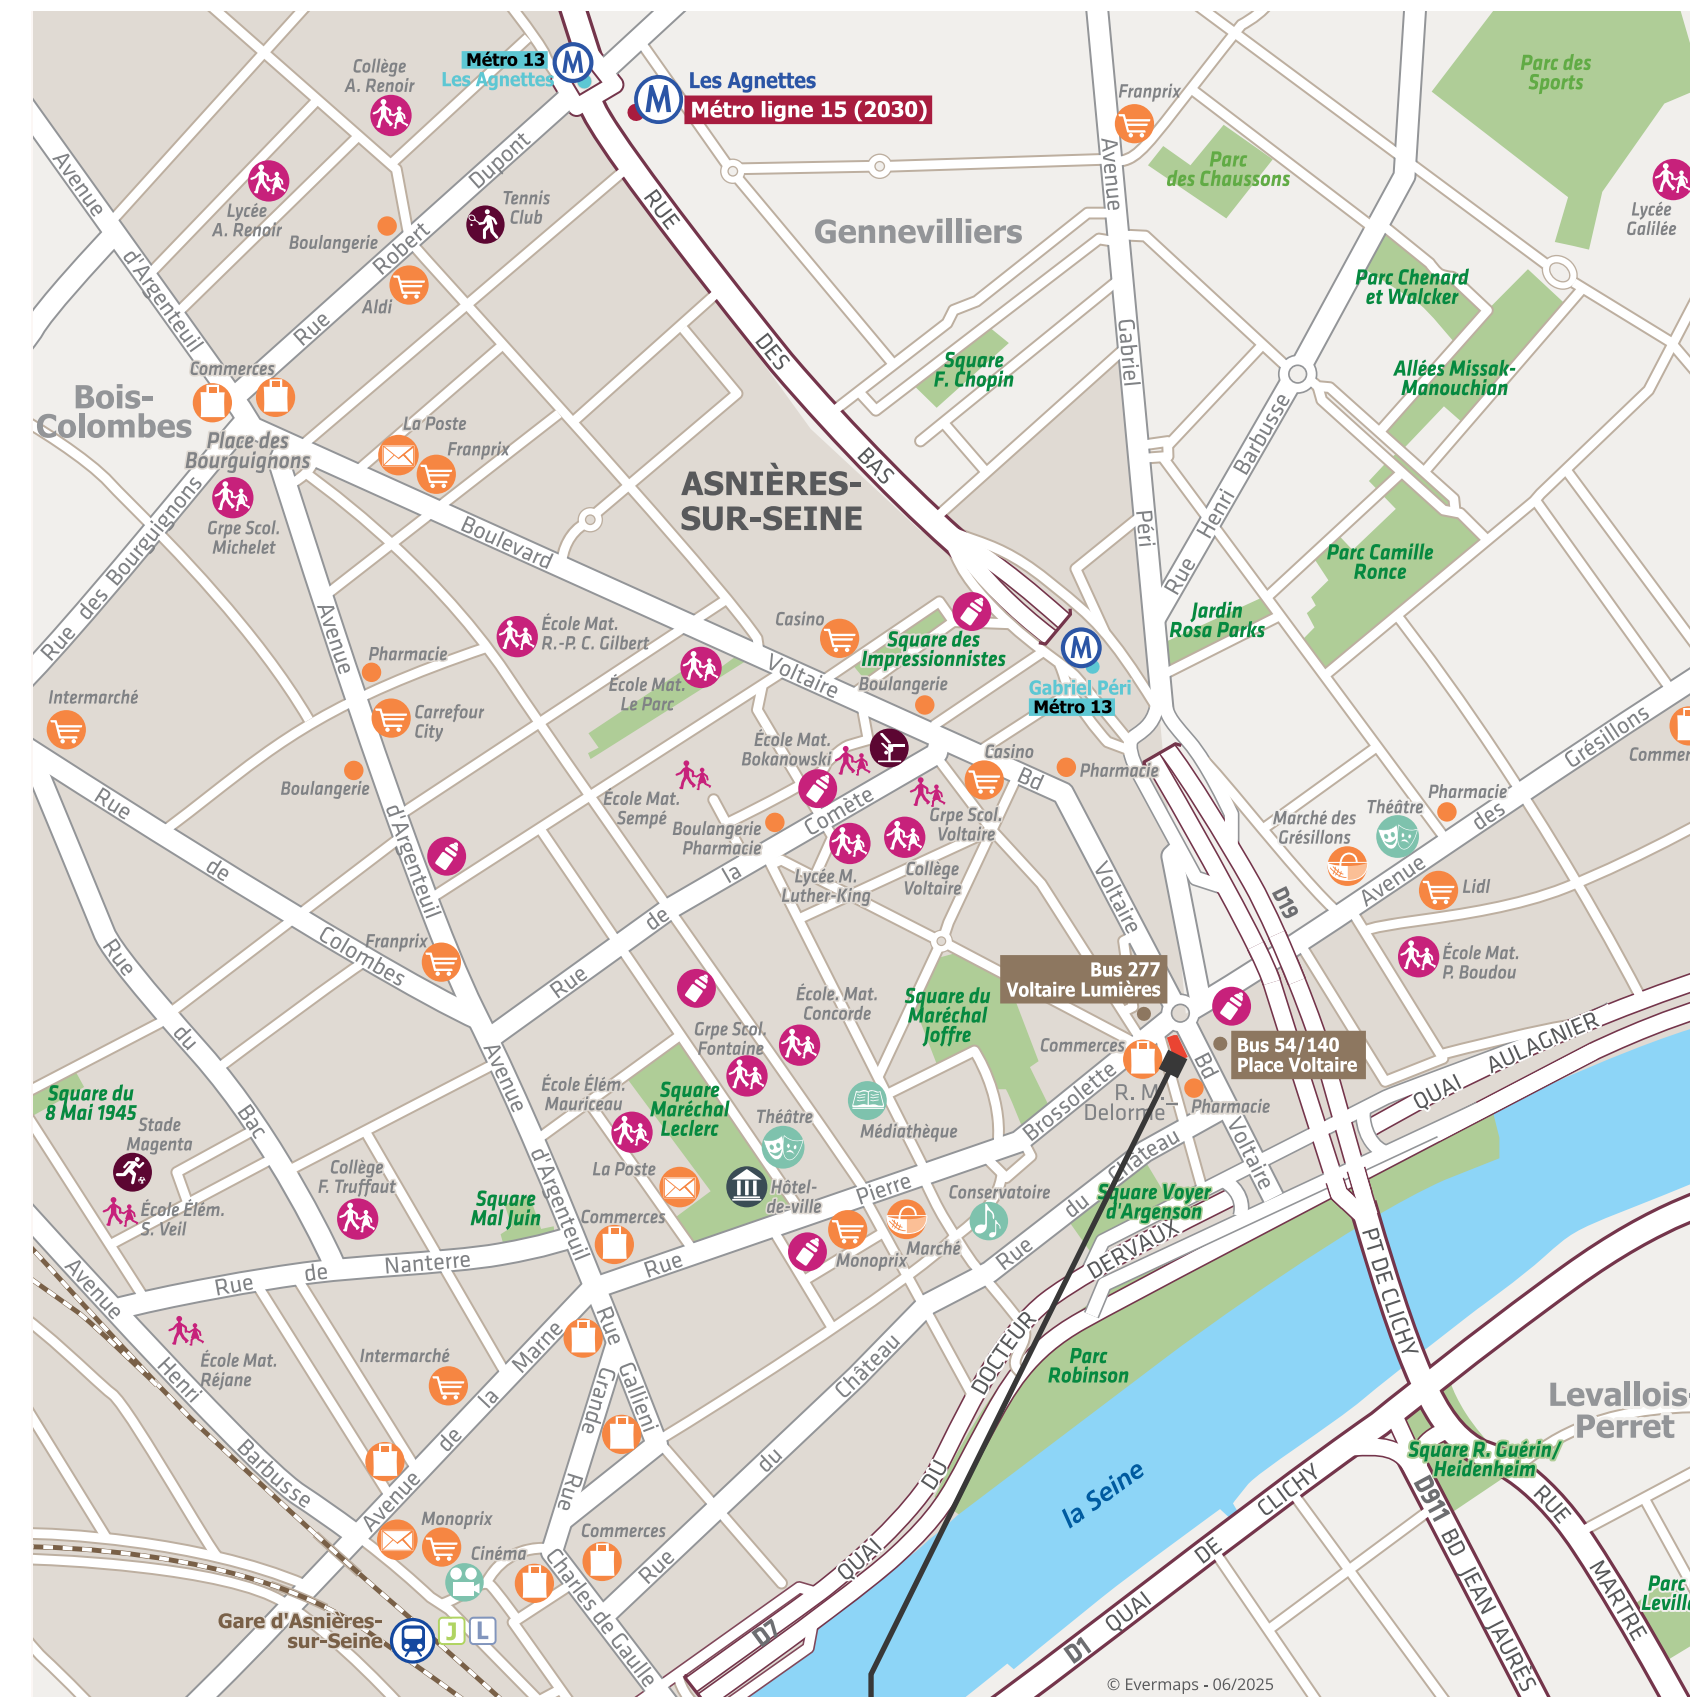 Collège
A. Renoir
Métro 13
Les Agnettes
M
M
Les Agnettes
Métro ligne 15 (2030)
Franprix
Parc des
Sports
Parc
des Chaussons
Lycée
Galilée
Avenue
d'Argenteuil
Lycée
A. Renoir
Boulangerie
Rue
Robert
Dupont
Tennis
Club
Aldi
RUE
DES
BAS
Gennevilliers
Avenue
Gabriel
Péri
Parc Chenard
et Walcker
Square
F. Chopin
Allées Missak-
Manouchian
Rue
Henri
Barbusse
Commerces
Bois-
Colombes
Place des
Bourguignons
La Poste
Franprix
Grpe Scol.
Michelet
Rue des Bourguignons
ASNIÈRES-
SUR-SEINE
Boulevard
Voltaire
Parc Camille
Ronce
Jardin
Rosa Parks
Avenue
d'Argenteuil
École Mat.
R.-P. C. Gilbert
Casino
Square des
Impressionnistes
M
Gabriel Péri
Métro 13
Pharmacie
École Mat.
Le Parc
Boulangerie
Intermarché
Carrefour
City
École Mat.
Bokanowski
Casino
Bd
Pharmacie
Boulangerie
École Mat.
Sempé
Boulangerie
Pharmacie
Grpe Scol.
Voltaire
Lycée M.
Luther-King
Collège
Voltaire
Voltaire
Rue
de
la
Comète
Avenue
des
Grésillons
Commer
Marché des
Grésillons
Théâtre
Pharmacie
Lidl
D19
École Mat.
P. Boudou
Rue
de
Colombes
Franprix
Rue
du
Bac
Bus 277
Voltaire Lumières
École. Mat.
Concorde
Square du
Maréchal
Joffre
Grpe Scol.
Fontaine
Commerces
Bus 54/140
Place Voltaire
QUAI
AULAGNIER
Square du
8 Mai 1945
Stade
Magenta
École Élém.
S. Veil
Avenue
d'Argenteuil
École Élém.
Mauriceau
Square
Maréchal
Leclerc
Théâtre
Médiathèque
R. M.
Delorme
Bd
Voltaire
Pharmacie
Collège
F. Truffaut
Square
Mal Juin
La Poste
Hôtel-
de-ville
Rue
Pierre
Brossolette
Conservatoire
Rue
du
Château
Square Voyer
d'Argenson
Commerces
Monoprix
Marché
Rue
de
Nanterre
QUAI
DU
DOCTEUR
DERVAUX
PT DE CLICHY
Avenue
Henri
Barbusse
École Mat.
Réjane
Intermarché
Avenue
de
la
Marne
Rue
Gallieni
Grande
Rue
Rue
du
Château
Parc
Robinson
Levallois-
Perret
Square R. Guérin/
Heidenheim
la Seine
Monoprix
Cinéma
Commerces
Charles de Gaulle
Gare d'Asnières-
sur-Seine
J
L
D7
D1
QUAI
DE
CLICHY
D911
BD JEAN JAURÈS
RUE
MARTRE
Parc
Levill
© Evermaps - 06/2025